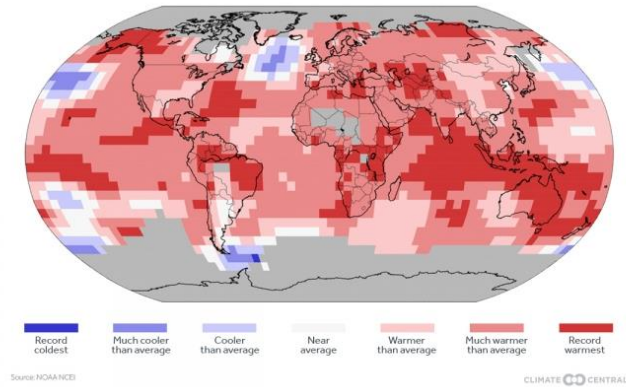 Record
coldest
Much cooler
than average
Cooler
than average
Near
average
Warmer
than average
Much warmer
than average
Record
warmest
Source: NOAA NCEI
CLIMATE CENTRAL